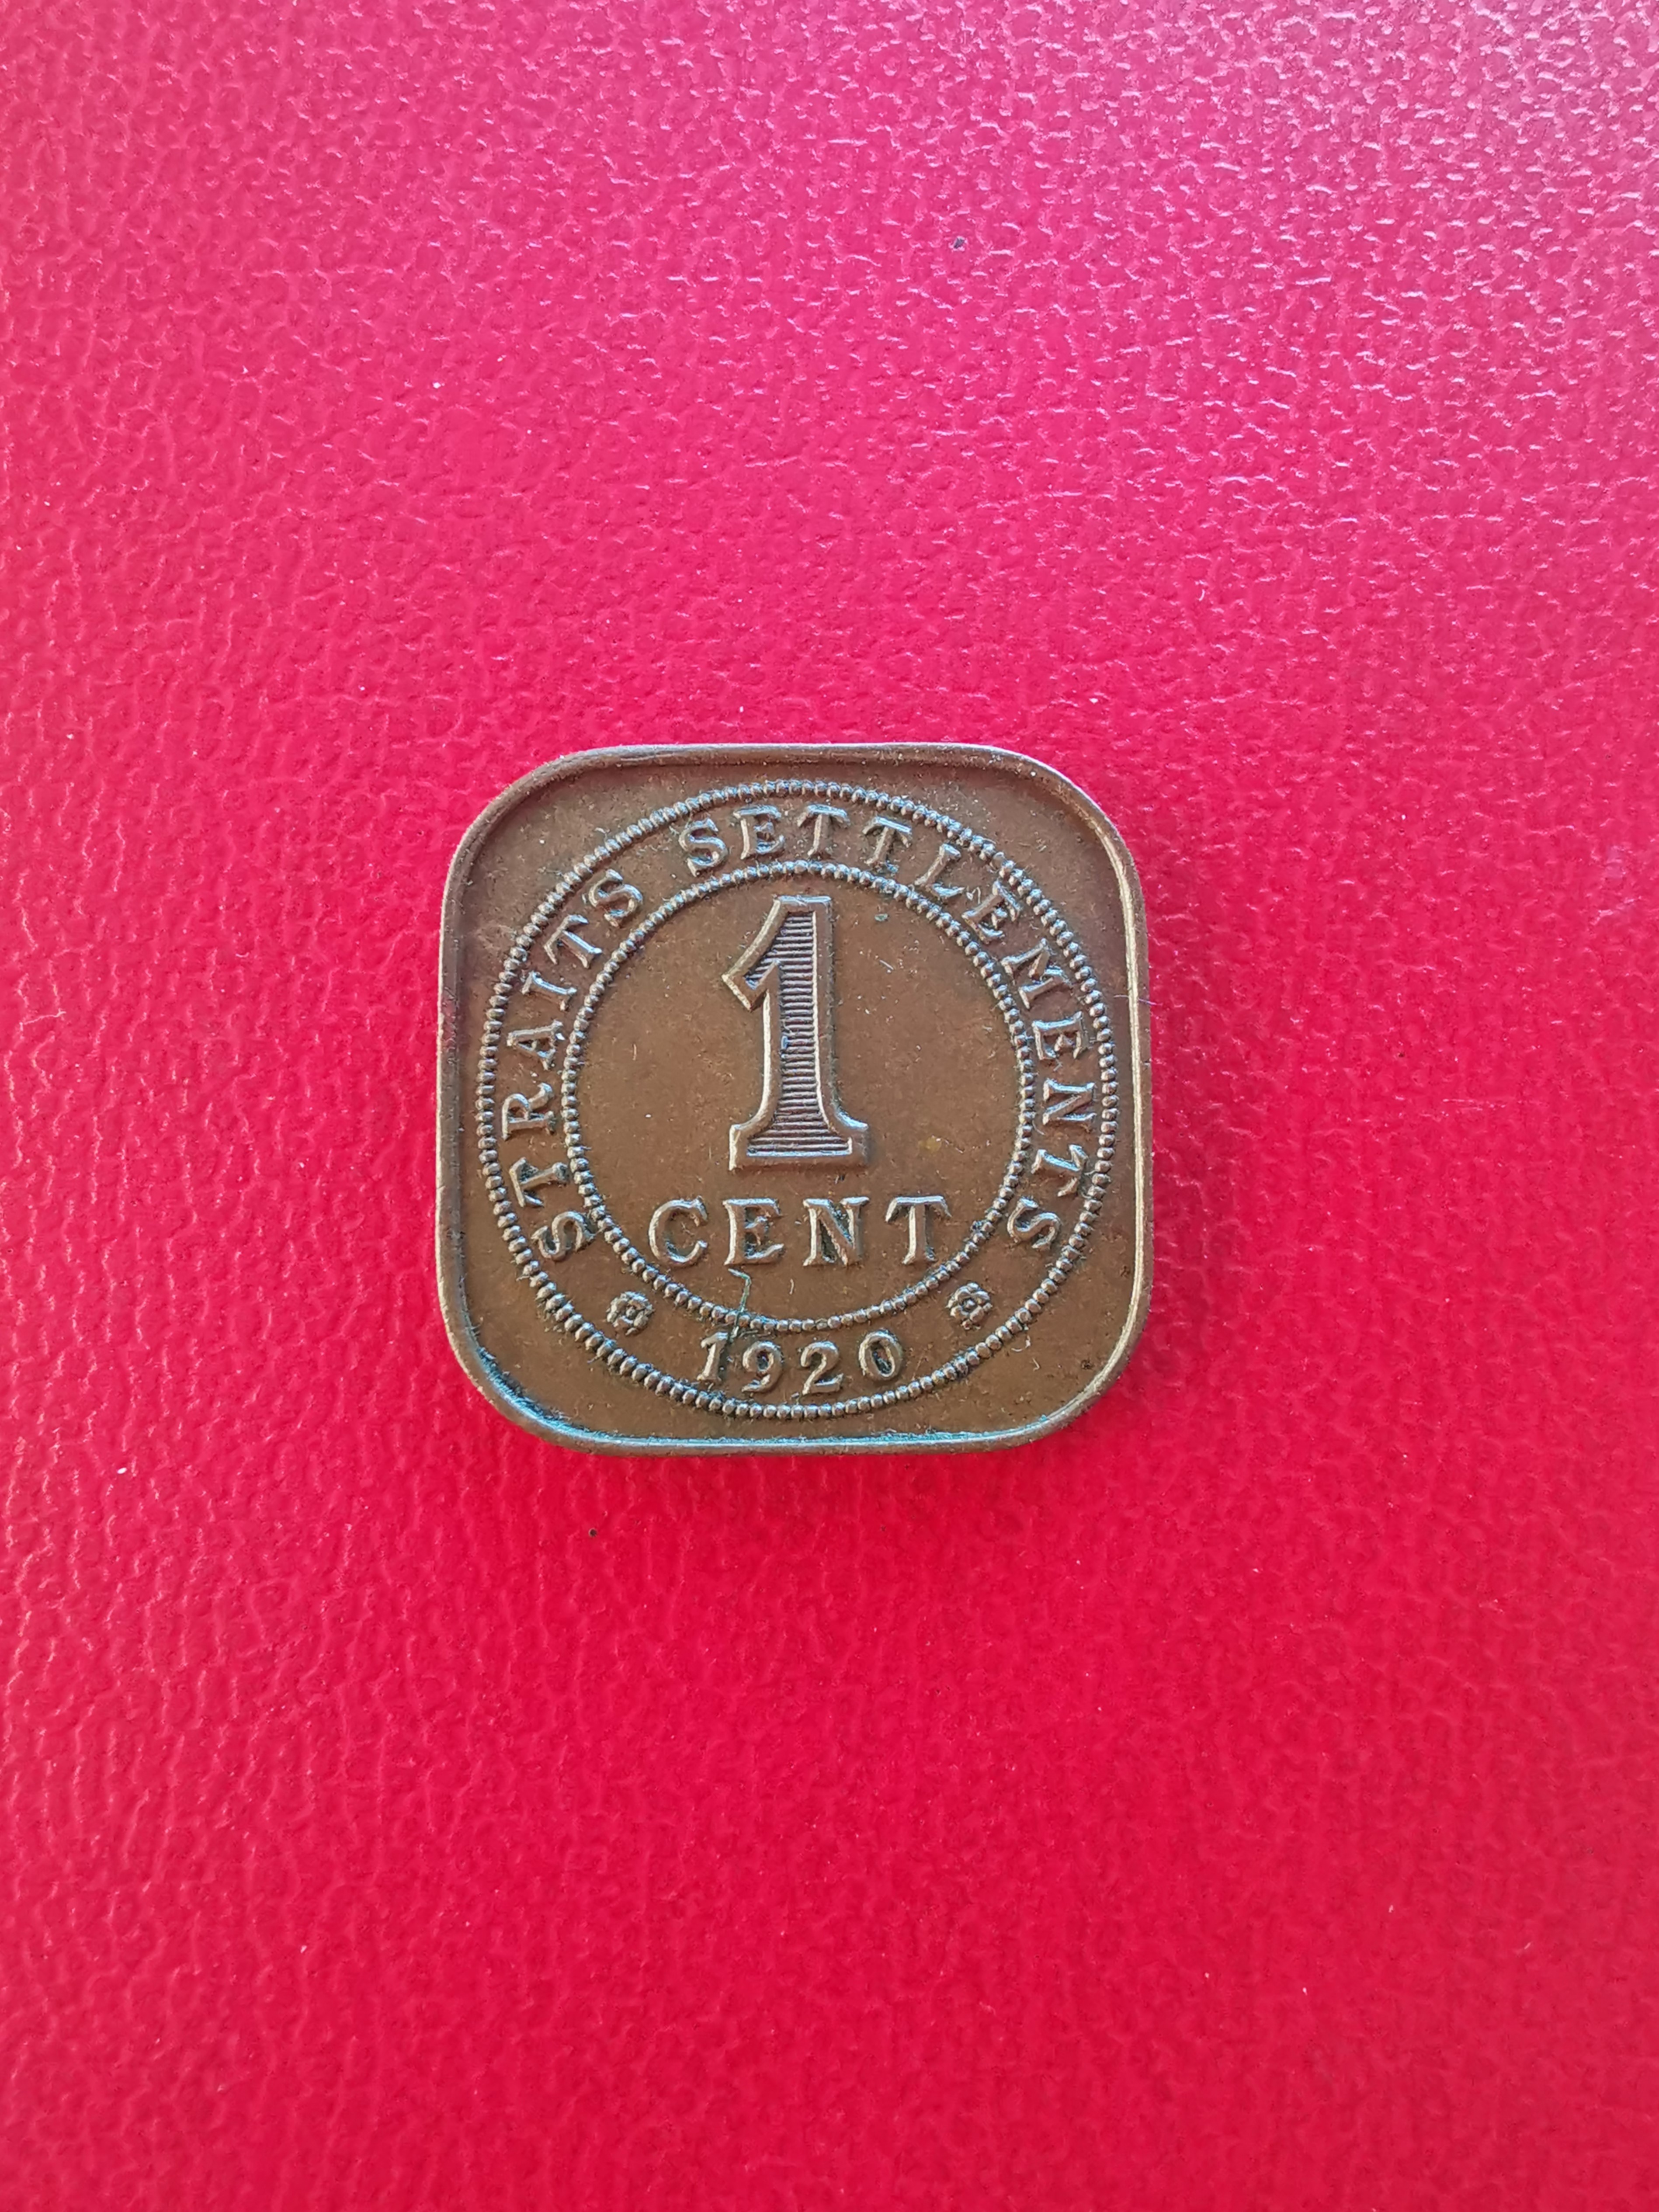 STRAITS SETTLEMENTS
1
CENT
1920